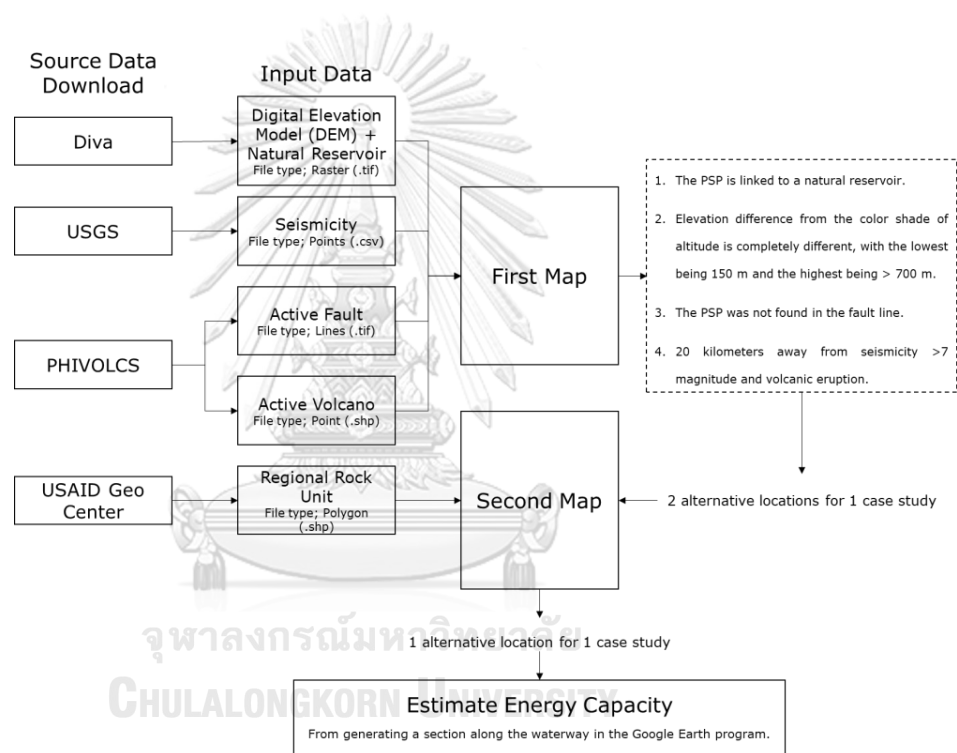 Source Data
Download
Input Data
Diva
Digital Elevation
Model (DEM) +
Natural Reservoir
File type; Raster (.tif)
USGS
Seismicity
File type; Points (.csv)
PHIVOLCS
Active Fault
File type; Lines (.tif)
Active Volcano
File type; Point (.shp)
USAID Geo
Center
Regional Rock
Unit
File type; Polygon
(.shp)
First Map
1. The PSP is linked to a natural reservoir.
2. Elevation difference from the color shade of
altitude is completely different, with the lowest
being 150 m and the highest being > 700 m.
3. The PSP was not found in the fault line.
4. 20 kilometers away from seismicity >7
magnitude and volcanic eruption.
Second Map
2 alternative locations for 1 case study
จุฬาลงกรณ์มหาวิทยาลัย
1 alternative location for 1 case study
CHULALONGKORN UNIVERSITY
Estimate Energy Capacity
From generating a section along the waterway in the Google Earth program.